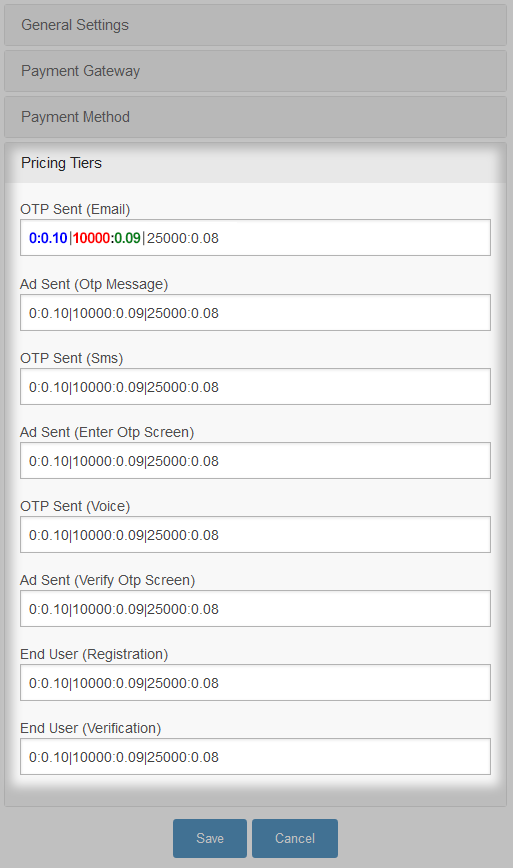 General Settings
Payment Gateway
Payment Method
Pricing Tiers
OTP Sent (Email)
0:0.10|10000:0.09|25000:0.08
Ad Sent (Otp Message)
0:0.10|10000:0.09|25000:0.08
OTP Sent (Sms)
0:0.10|10000:0.09|25000:0.08
Ad Sent (Enter Otp Screen)
0:0.10|10000:0.09|25000:0.08
OTP Sent (Voice)
0:0.10|10000:0.09|25000:0.08
Ad Sent (Verify Otp Screen)
0:0.10|10000:0.09|25000:0.08
End User (Registration)
0:0.10|10000:0.09|25000:0.08
End User (Verification)
0:0.10|10000:0.09|25000:0.08
Save Cancel